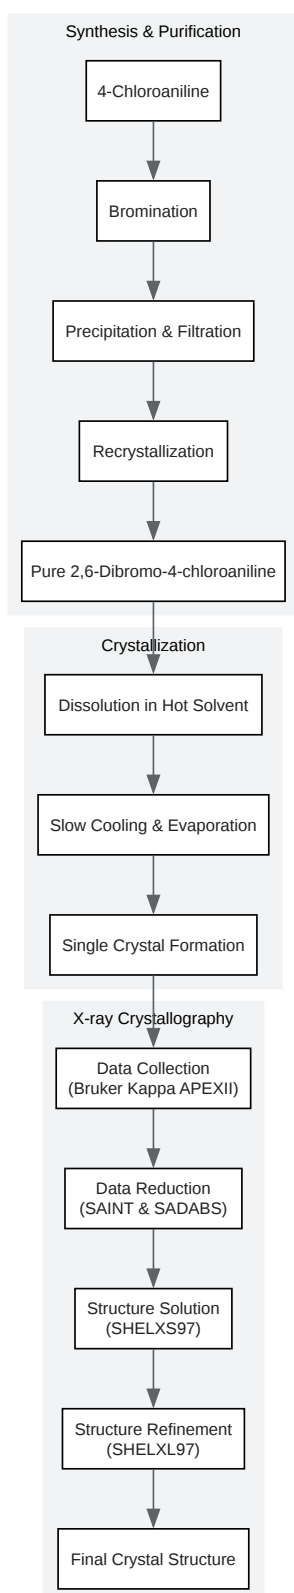 Synthesis & Purification
4-Chloroaniline
Bromination
Precipitation & Filtration
Recrystallization
Pure 2,6-Dibromo-4-chloroaniline
Crystallization
Dissolution in Hot Solvent
Slow Cooling & Evaporation
Single Crystal Formation
X-ray Crystallography
Data Collection
(Bruker Kappa APEXII)
Data Reduction
(SAINT & SADABS)
Structure Solution
(SHELXS97)
Structure Refinement
(SHELXL97)
Final Crystal Structure